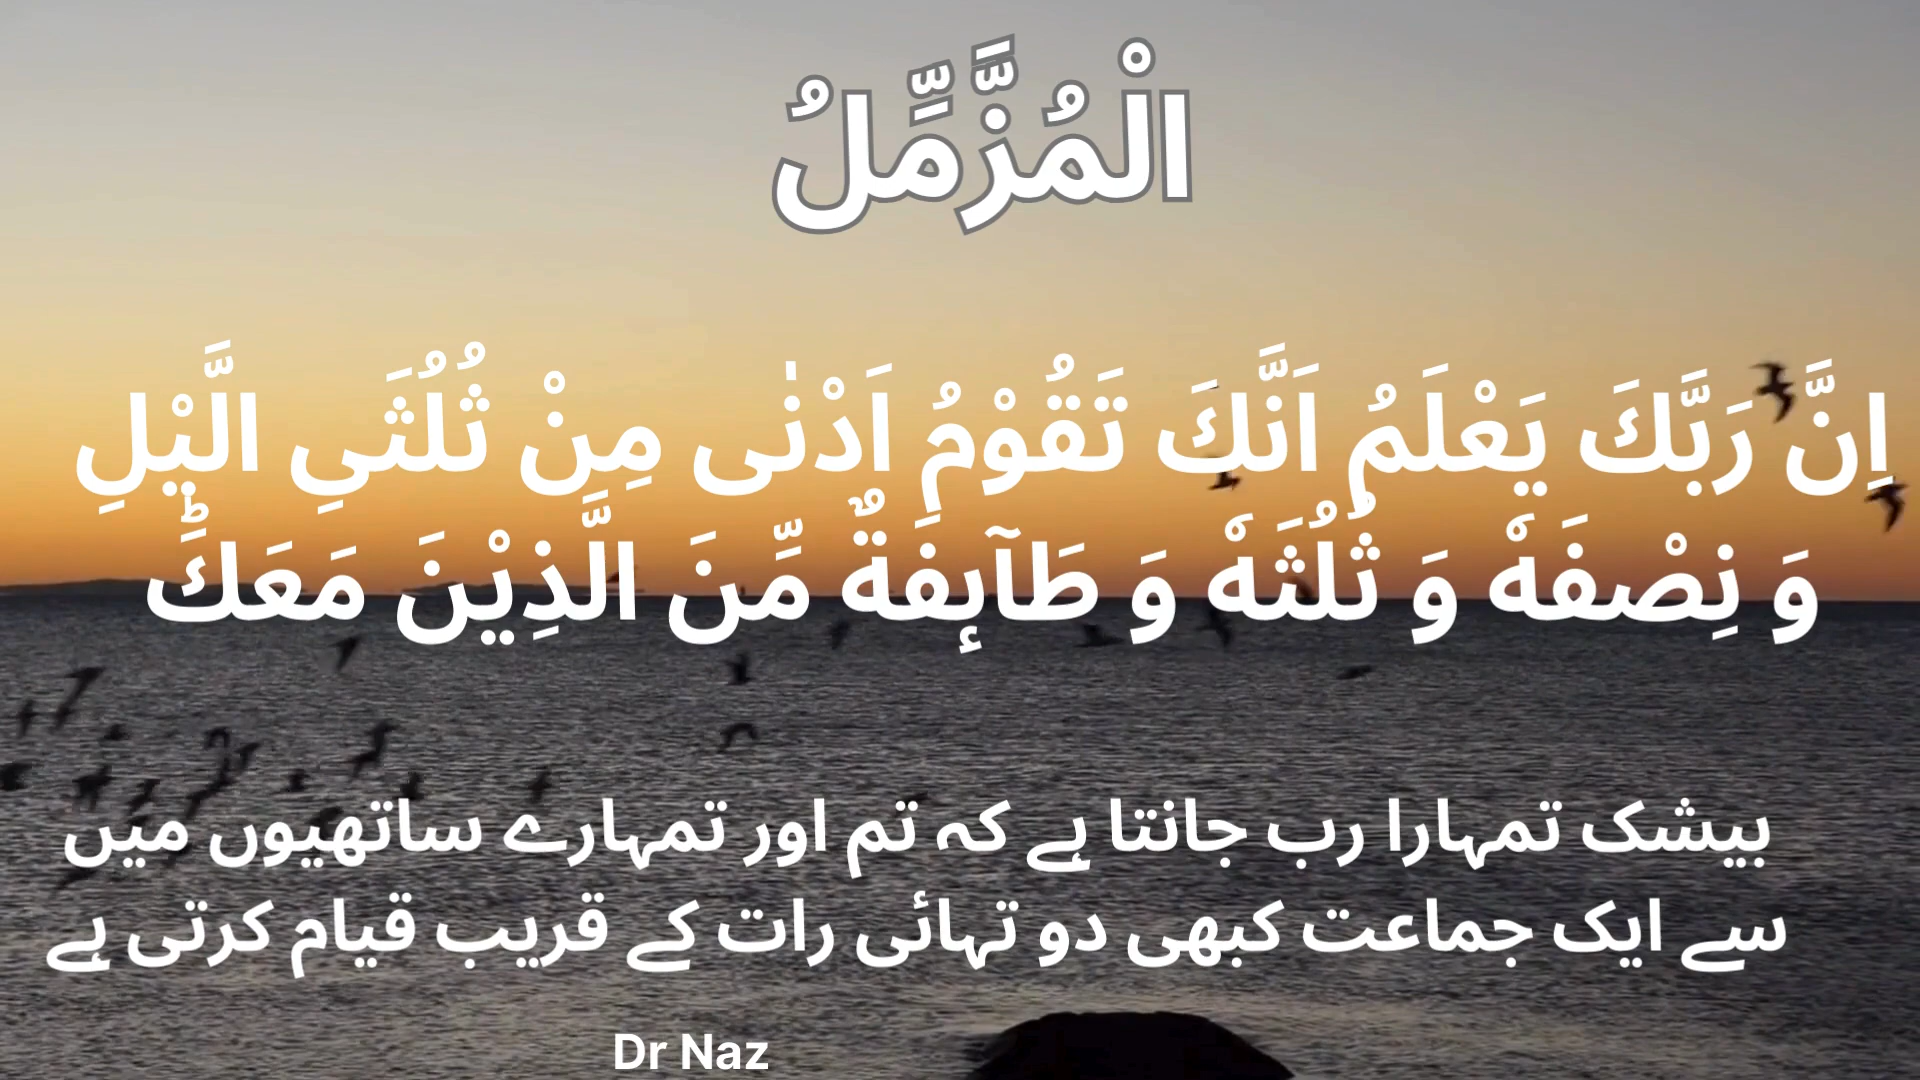 الْمُزَّمِّلُ
اِنَّ رَبَّكَ یَعْلَمُ اَنَّكَ تَقُوْمُ اَدْنٰى مِنْ ثُلُثَیِ الَّیْلِ
وَ نِصْفَهٗ وَ ثُلُثَهٗ وَ طَآىٕفَةٌ مِّنَ الَّذِیْنَ مَعَكَؕ
بیشک تمہارا رب جانتا ہے کہ تم اور تمہارے ساتھیوں میں
سے ایک جماعت کبھی دو تہائی رات کے قریب قیام کرتی ہے
Dr Naz